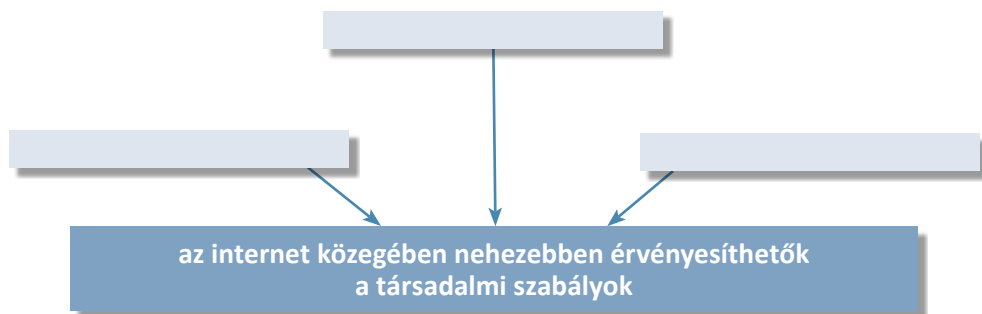 az internet közegében nehezebben érvényesíthetők
a társadalmi szabályok